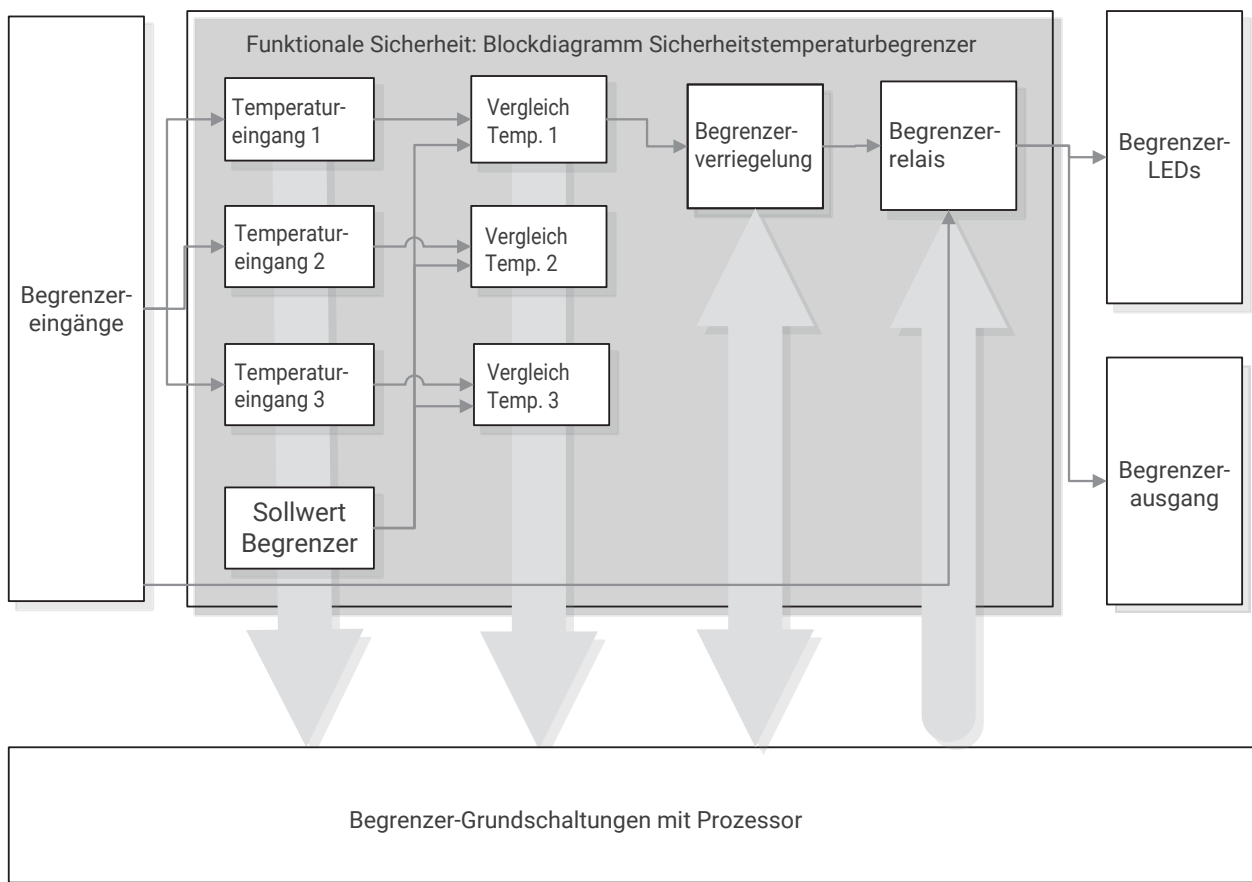 Funktionale Sicherheit: Blockdiagramm Sicherheitstemperaturbegrenzer
Begrenzer-
eingänge
Temperatur-
eingang 1
Temperatur-
eingang 2
Temperatur-
eingang 3
Sollwert
Begrenzer
Vergleich
Temp. 1
Vergleich
Temp. 2
Vergleich
Temp. 3
Begrenzer-
verriegelung
Begrenzer-
relais
Begrenzer-
LEDs
Begrenzer-
ausgang
Begrenzer-Grundschaltungen mit Prozessor